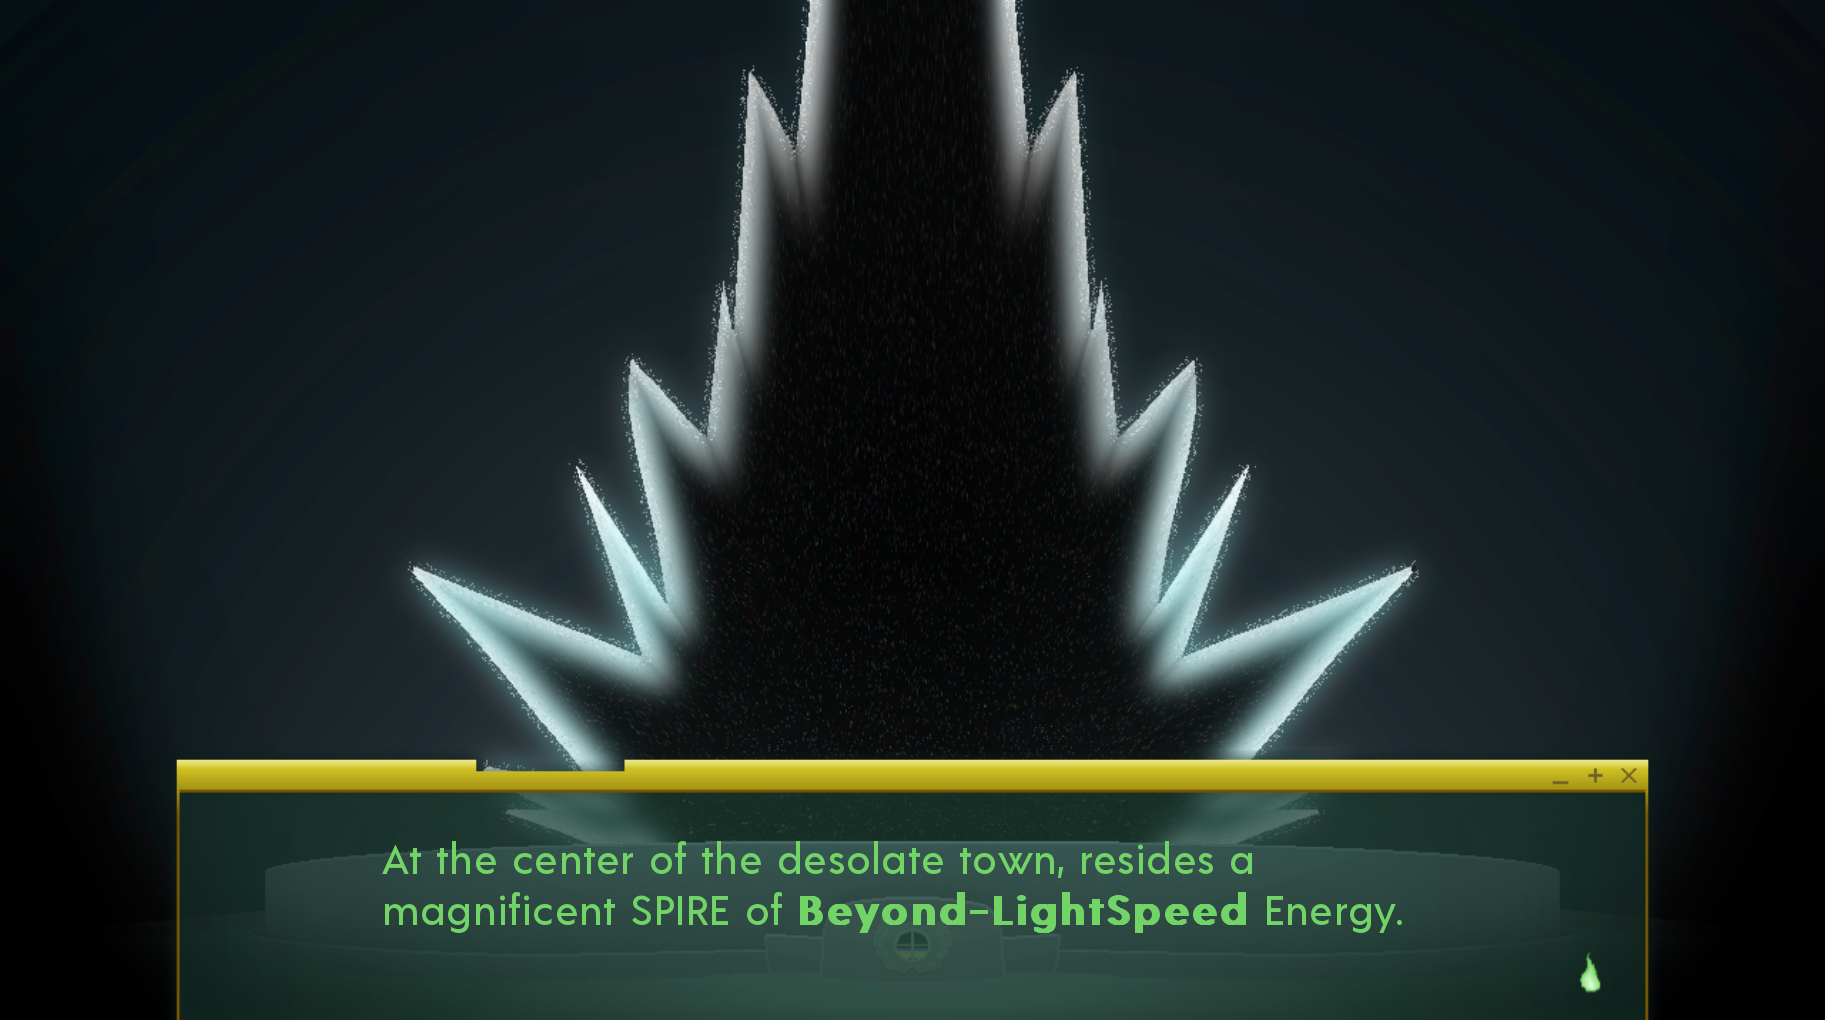 At the center of the desolate town, resides a
magnificent SPIRE of Beyond-LightSpeed Energy.